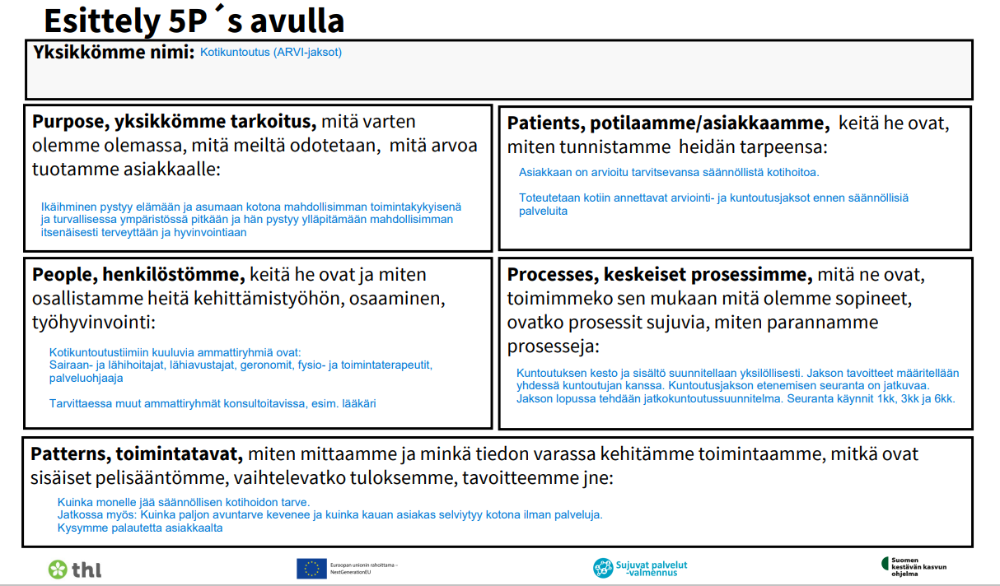 Esittely 5P´s avulla
Yksikkömme nimi: Kotikuntoutus (ARVI-jaksot)
Purpose, yksikkömme tarkoitus, mitä varten
olemme olemassa, mitä meiltä odotetaan, mitä arvoa
tuotamme asiakkaalle:
Ikäihminen pystyy elämään ja asumaan kotona mahdollisimman toimintakykyisenä
ja turvallisessa ympäristössä pitkään ja hän pystyy ylläpitämään mahdollisimman
itsenäisesti terveyttään ja hyvinvointiaan
Patients, potilaamme/asiakkaamme, keitä he ovat,
miten tunnistamme heidän tarpeensa:
Asiakkaan on arvioitu tarvitsevansa säännöllistä kotihoitoa.
Toteutetaan kotiin annettavat arviointi- ja kuntoutusjaksot ennen säännöllisiä
palveluita
People, henkilöstömme, keitä he ovat ja miten
osallistamme heitä kehittämistyöhön, osaaminen,
työhyvinvointi:
Kotikuntoutustiimiin kuuluvia ammattiryhmiä ovat:
Sairaan- ja lähihoitajat, lähiavustajat, geronomit, fysio- ja toimintaterapeutit,
palveluohjaaja
Tarvittaessa muut ammattiryhmät konsultoitavissa, esim. lääkäri
Processes, keskeiset prosessimme, mitä ne ovat,
toimimmeko sen mukaan mitä olemme sopineet,
ovatko prosessit sujuvia, miten parannamme
prosesseja:
Kuntoutuksen kesto ja sisältö suunnitellaan yksilöllisesti. Jakson tavoitteet määritellään
yhdessä kuntoutujan kanssa. Kuntoutusjakson etenemisen seuranta on jatkuvaa.
Jakson lopussa tehdään jatkokuntoutussuunnitelma. Seuranta käynnit 1kk, 3kk ja 6kk.
Patterns, toimintatavat, miten mittaamme ja minkä tiedon varassa kehitämme toimintaamme, mitkä ovat
sisäiset pelisääntömme, vaihtelevatko tuloksemme, tavoitteemme jne:
Kuinka monelle jää säännöllisen kotihoidon tarve.
Jatkossa myös: Kuinka paljon avuntarve kevenee ja kuinka kauan asiakas selviytyy kotona ilman palveluja.
Kysymme palautetta asiakkaalta
thl
Euroopan unionin rahoittama –
NextGenerationEU
Sujuvat palvelut
-valmennus
Suomen
kestävän kasvun
ohjelma